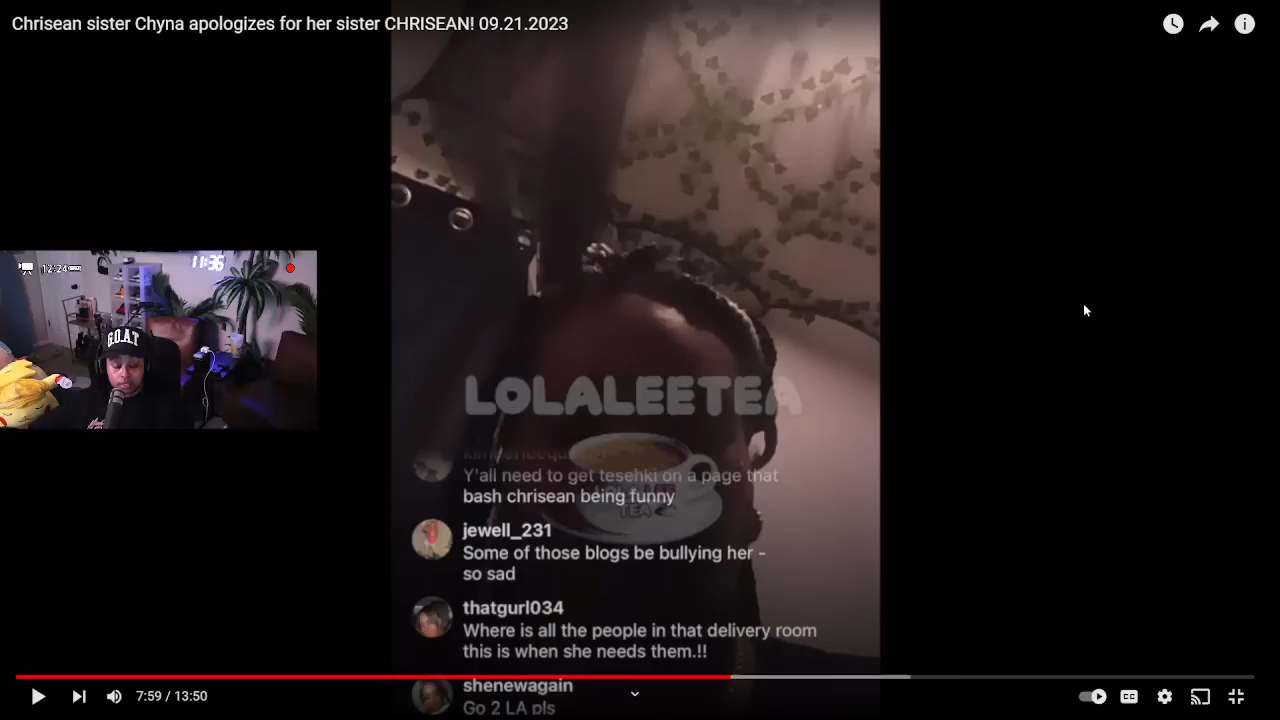 Chrisean sister Chyna apologizes for her sister CHRISEAN! 09.21.2023
12:24
11:36
G.O.A.T
LOLALEETEA
Y'all need to get tesehki on a page that
bash chrisean being funny
LOLALEE
TEA
jewell_231
Some of those blogs be bullying her -
so sad
thatgurl034
Where is all the people in that delivery room
this is when she needs them.!!
shenewagain
Go 2 LA pls
7:59 / 13:50
CC